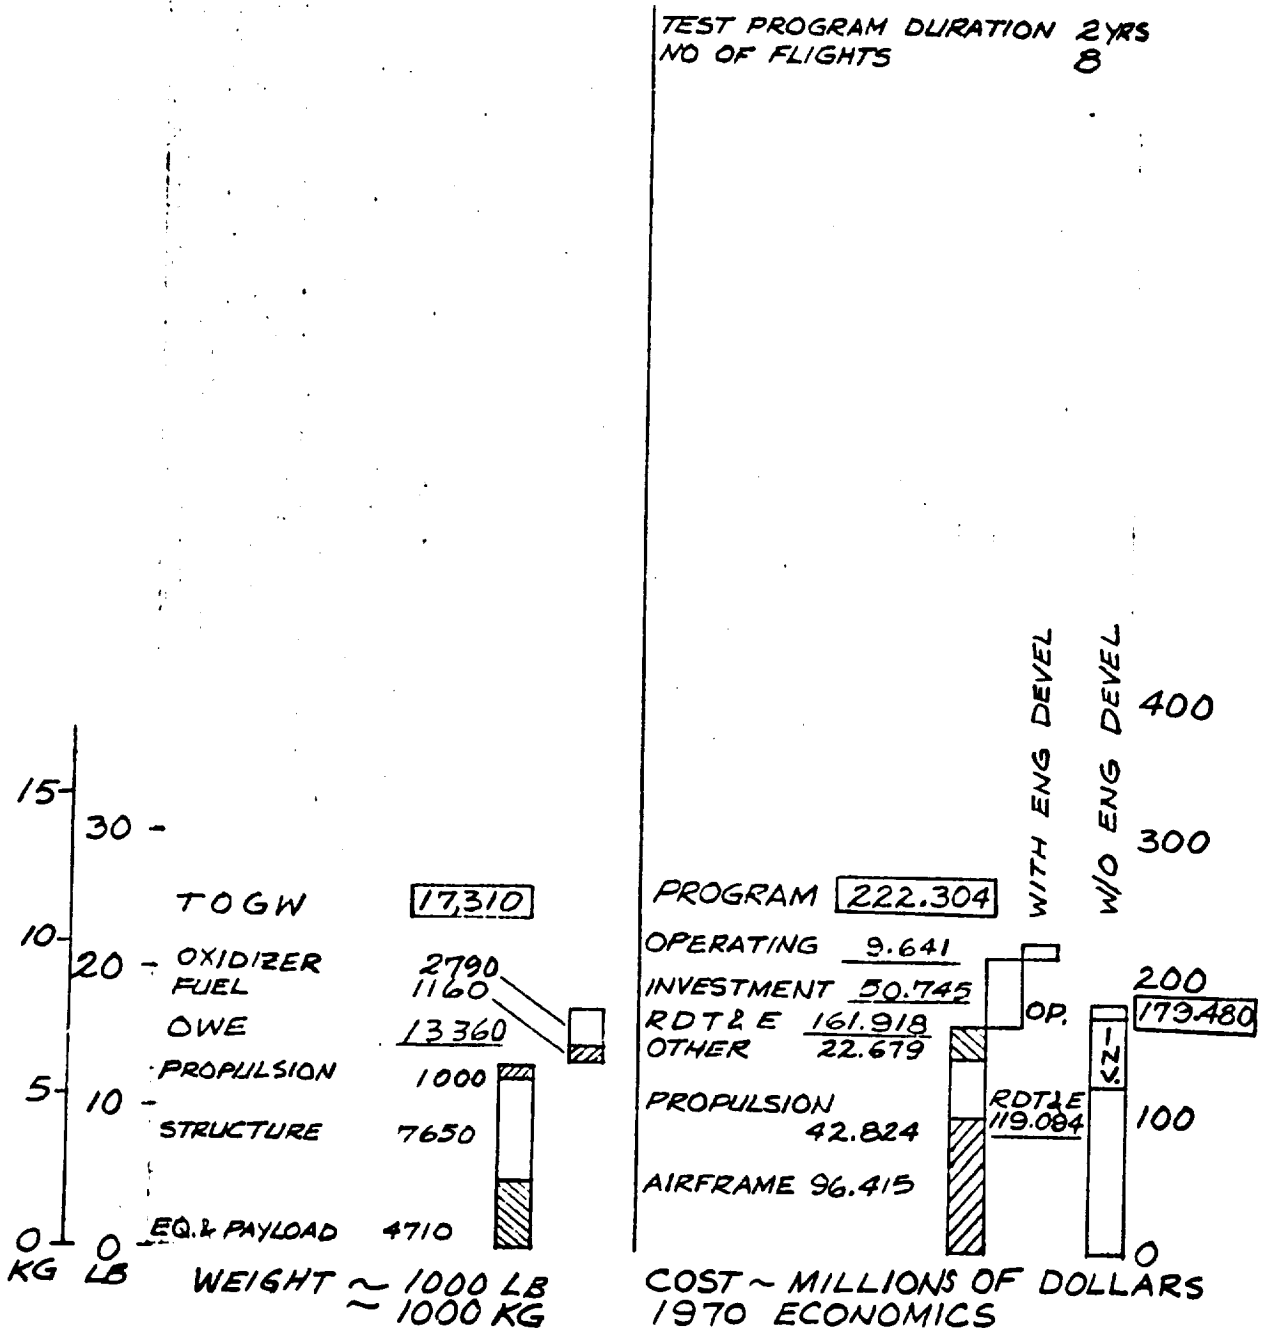 TEST PROGRAM DURATION 2 YRS
NO OF FLIGHTS 8
WITH ENG DEVEL
W/O ENG DEVEL
400
300
200
179.480
100
0
15
10
5
0
KG
30
20
10
0
LB
TOGW 17,310
OXIDIZER 2790
FUEL 1160
OWE 13360
PROPULSION 1000
STRUCTURE 7650
EQ. & PAYLOAD 4710
WEIGHT ~ 1000 LB
~ 1000 KG
PROGRAM 222.304
OPERATING 9.641
INVESTMENT 50.745
RDT & E 161.918
OTHER 22.679
PROPULSION
42.824
AIRFRAME 96.415
OP.
INV.
RDT&E
119.084
COST ~ MILLIONS OF DOLLARS
1970 ECONOMICS